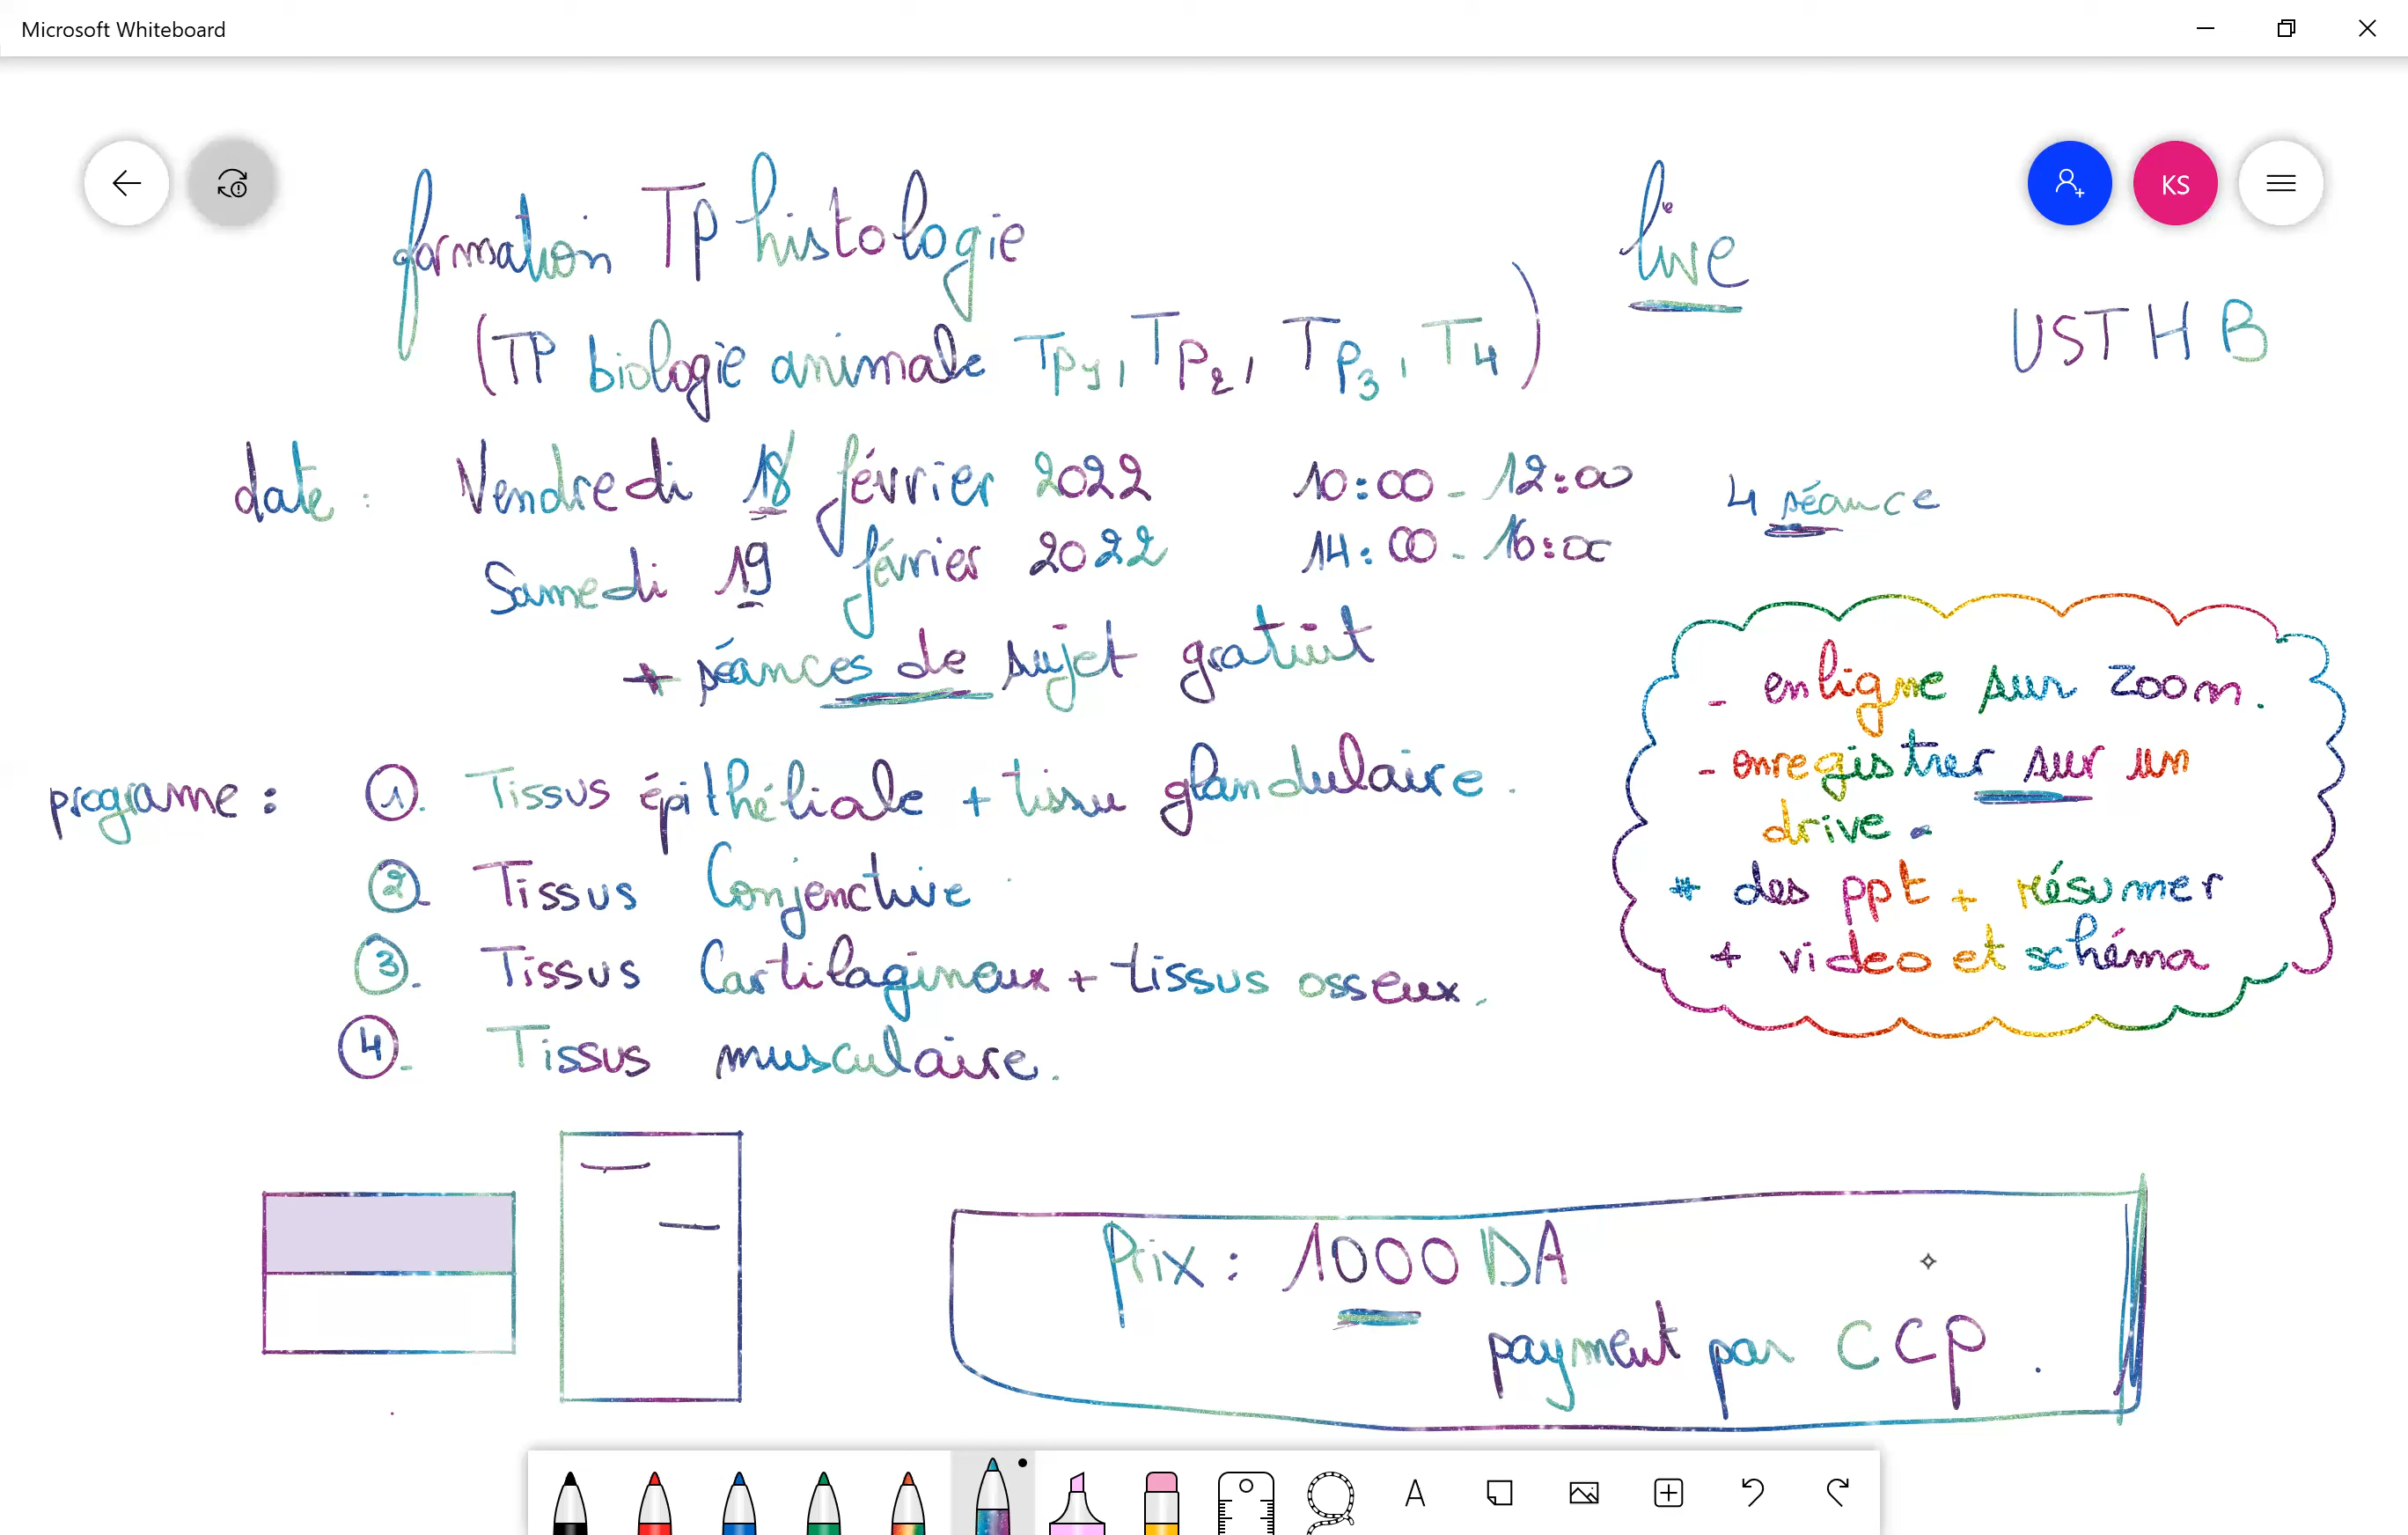 Microsoft Whiteboard
KS
formation TP histologie
live
(TP biologie animale Tp1, TP2, TP3, T4)
USTHB
date : Vendredi 18 février 2022 10:00 - 12:00
4 séance
Samedi 19 février 2022 14:00 - 16:00
+ séances de sujet gratuit
programe : 1. Tissus épithéliale + tissu glandulaire.
2 Tissus Conjenctive
3. Tissus Cartilagineux + tissus osseux.
4. Tissus musculaire.
- en ligne sur zoom.
- onregistrer sur un
drive.
* des ppt + résumer
+ video et schéma
Prix : 1000 DA
payment par CCP.